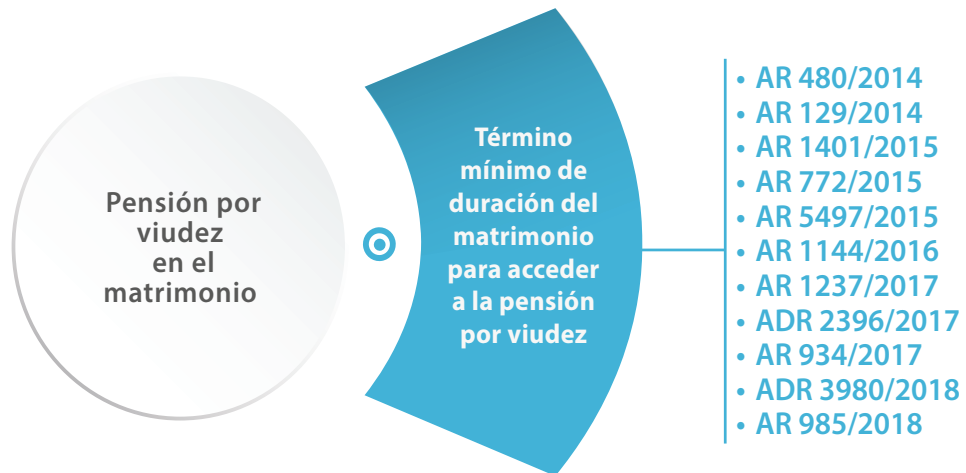 Pensión por
viudez
en el
matrimonio
Término
mínimo de
duración del
matrimonio
para acceder
a la pensión
por viudez
• AR 480/2014
• AR 129/2014
• AR 1401/2015
• AR 772/2015
• AR 5497/2015
• AR 1144/2016
• AR 1237/2017
• ADR 2396/2017
• AR 934/2017
• ADR 3980/2018
• AR 985/2018